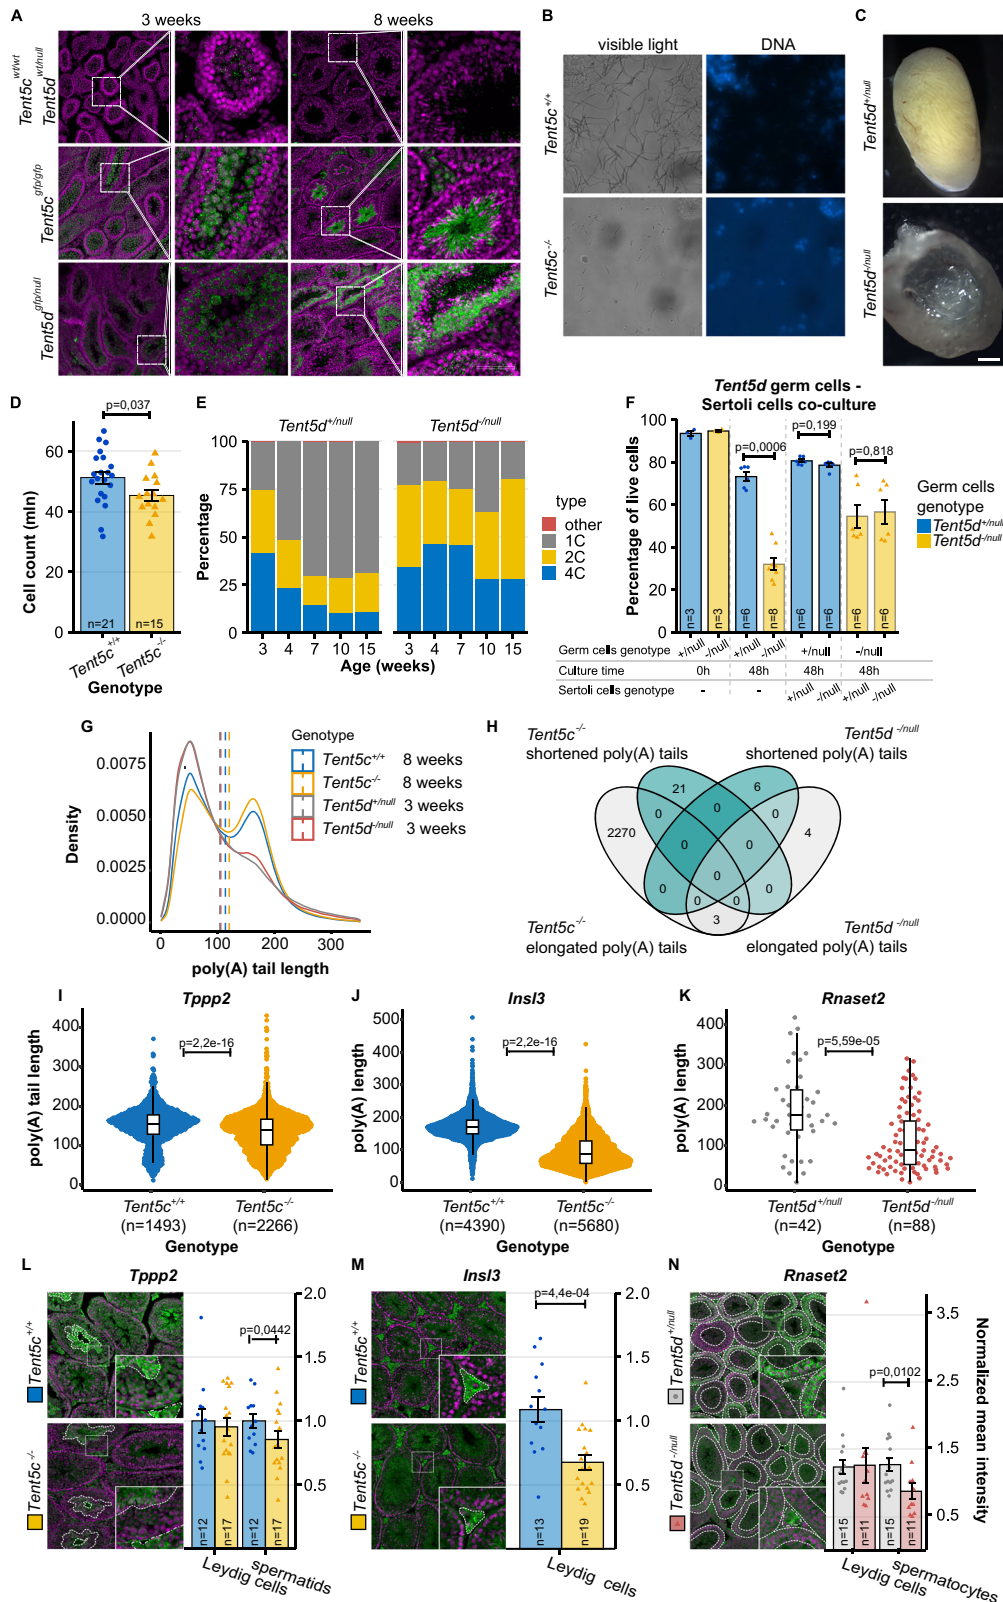 A
3 weeks
8 weeks
Tent5c wt/wt
Tent5d wt/null
Tent5c gfp/gfp
Tent5d gfp/null
B
visible light
DNA
Tent5c+/+
Tent5c-/-
C
Tent5d+/null
Tent5d-/null
D
p=0,037
Cell count (mln)
60
40
20
0
n=21
n=15
Tent5c+/+
Tent5c-/-
Genotype
E
Tent5d+/null
Tent5d-/null
Percentage
100
75
50
25
0
3 4 7 10 15
3 4 7 10 15
Age (weeks)
type
other
1C
2C
4C
F
Tent5d germ cells -
Sertoli cells co-culture
Percentage of live cells
100
80
60
40
20
0
p=0,0006
p=0,199
p=0,818
n=3
n=3
n=6
n=8
n=6
n=6
n=6
n=6
Germ cells
genotype
Tent5d+/null
Tent5d-/null
Germ cells genotype +/null -/null +/null -/null +/null -/null
Culture time 0h 48h 48h 48h
Sertoli cells genotype - - +/null -/null +/null -/null
G
Density
0.0075
0.0050
0.0025
0.0000
0 100 200 300
poly(A) tail length
Genotype
Tent5c+/+ 8 weeks
Tent5c-/- 8 weeks
Tent5d+/null 3 weeks
Tent5d-/null 3 weeks
H
Tent5c-/-
shortened poly(A) tails
Tent5d-/null
shortened poly(A) tails
21
6
0
2270
0
0
4
0
0
0
0
0
0
0
3
Tent5c-/-
elongated poly(A) tails
Tent5d-/null
elongated poly(A) tails
I
Tppp2
poly(A) tail length
400
300
200
100
0
p=2,2e-16
Tent5c+/+
(n=1493)
Tent5c-/-
(n=2266)
Genotype
J
Insl3
poly(A) length
500
400
300
200
100
0
p=2,2e-16
Tent5c+/+
(n=4390)
Tent5c-/-
(n=5680)
Genotype
K
Rnaset2
poly(A) length
400
300
200
100
0
p=5,59e-05
Tent5d+/null
(n=42)
Tent5d-/null
(n=88)
Genotype
L
Tppp2
Tent5c+/+
Tent5c-/-
2.0
1.5
1.0
0.5
p=0,0442
n=12
n=17
n=12
n=17
Leydig cells
spermatids
M
Insl3
Tent5c+/+
Tent5c-/-
2.0
1.5
1.0
0.5
p=4,4e-04
n=13
n=19
Leydig cells
N
Rnaset2
Tent5d+/null
Tent5d-/null
3.5
2.5
1.5
0.5
p=0,0102
n=15
n=11
n=15
n=11
Leydig cells
spermatocytes
Normalized mean intensity